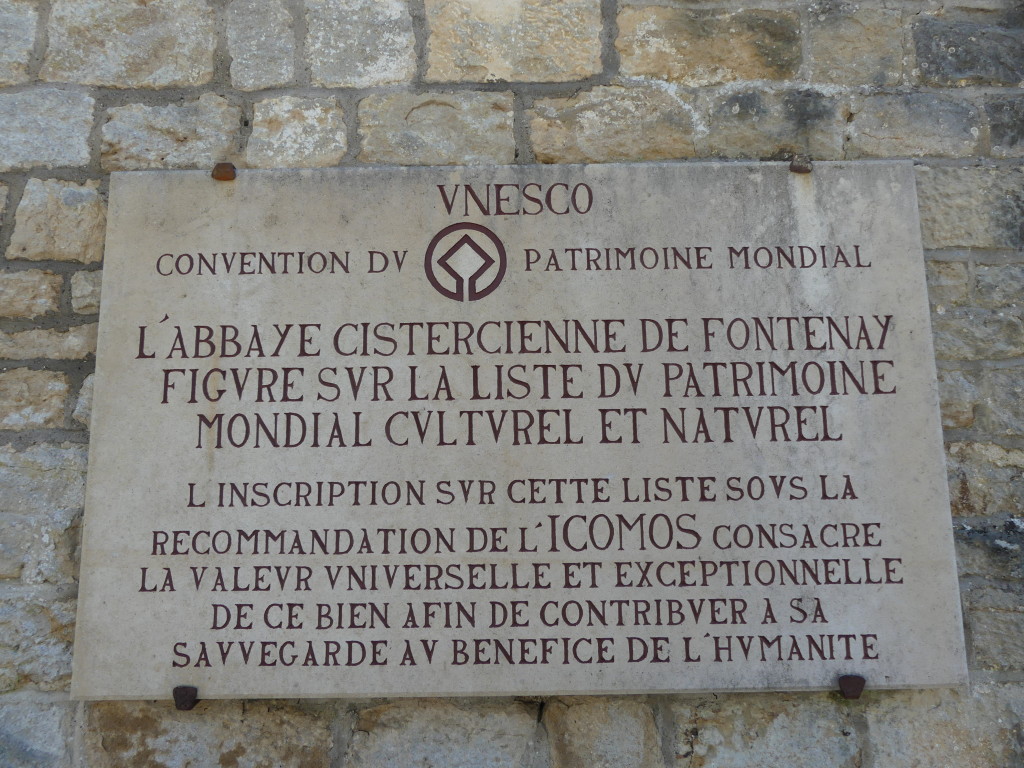 VNESCO
CONVENTION DV PATRIMOINE MONDIAL
L'ABBAYE CISTERCIENNE DE FONTENAY
FIGVRE SVR LA LISTE DV PATRIMOINE
MONDIAL CVLTVREL ET NATVREL
L INSCRIPTION SVR CETTE LISTE SOVS LA
RECOMMANDATION DE L'ICOMOS CONSACRE
LA VALEVR VNIVERSELLE ET EXCEPTIONNELLE
DE CE BIEN AFIN DE CONTRIBVER A SA
SAVVEGARDE AV BENEFICE DE L'HVMANITE